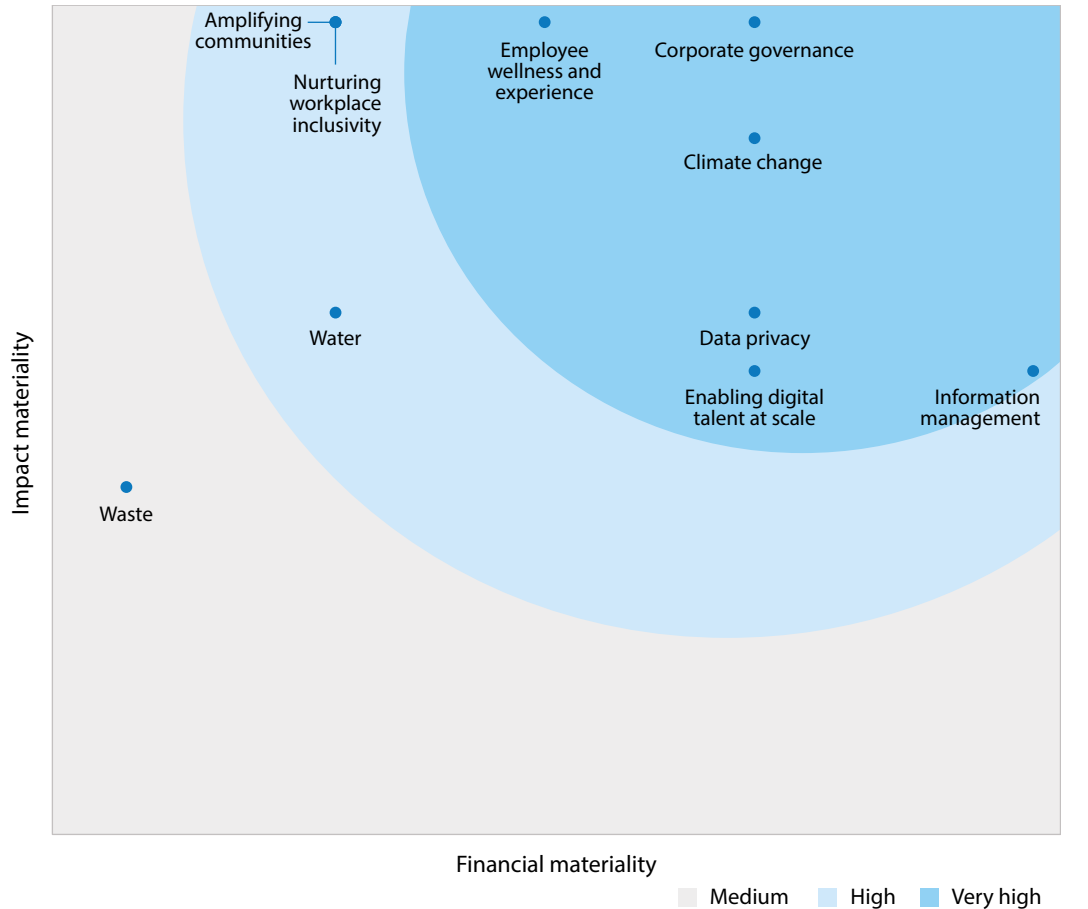 Amplifying
communities
Nurturing
workplace
inclusivity
Employee
wellness and
experience
Corporate governance
Climate change
Water
Data privacy
Enabling digital
talent at scale
Information
management
Waste
Impact materiality
Financial materiality
Medium
High
Very high